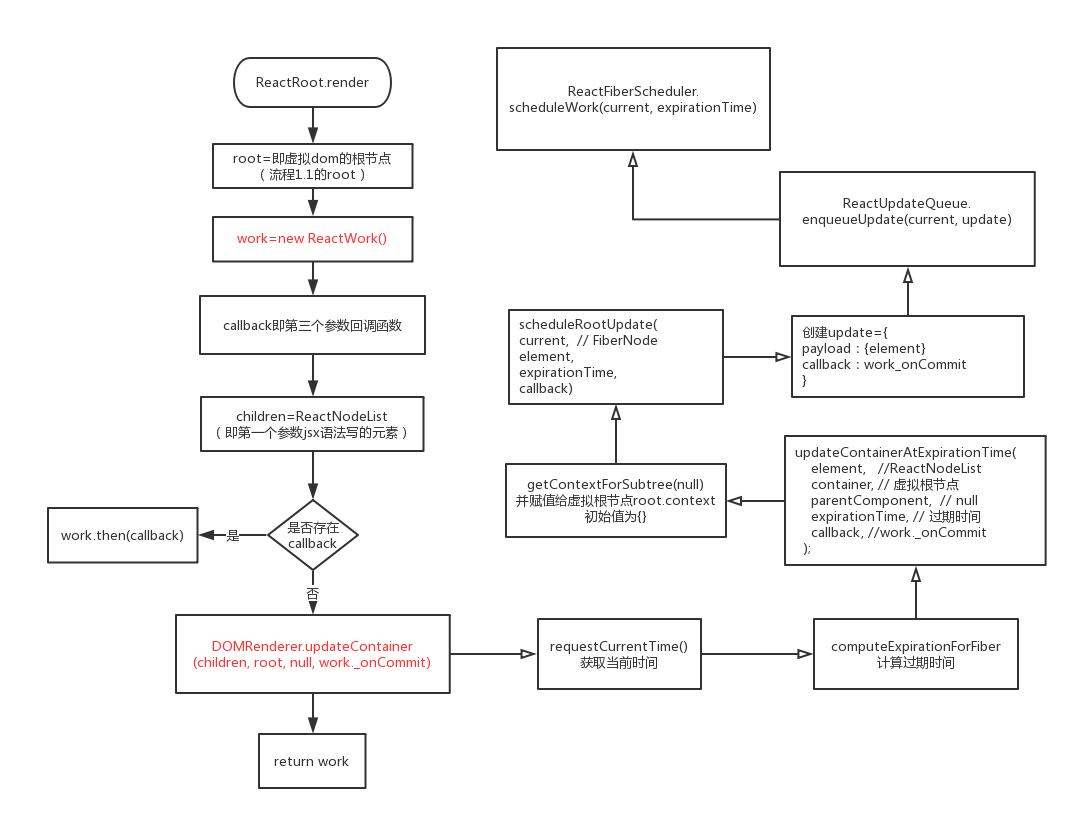 ReactRoot.render
root=即虚拟dom的根节点
（ 流程1.1的root ）
work=new ReactWork()
callback即第三个参数回调函数
children=ReactNodeList
（ 即第一个参数jsx语法写的元素 ）
是否存在
callback
是
work.then(callback)
否
DOMRenderer.updateContainer
(children, root, null, work._onCommit)
return work
requestCurrentTime()
获取当前时间
computeExpirationForFiber
计算过期时间
updateContainerAtExpirationTime(
element,   //ReactNodeList
container, // 虚拟根节点
parentComponent,  // null
expirationTime, // 过期时间
callback, //work._onCommit
);
getContextForSubtree(null)
并赋值给虚拟根节点root.context
初始值为{}
scheduleRootUpdate(
current,  // FiberNode
element,
expirationTime,
callback)
创建update={
payload：{element}
callback：work_onCommit
}
ReactUpdateQueue.
enqueueUpdate(current, update)
ReactFiberScheduler.
scheduleWork(current, expirationTime)